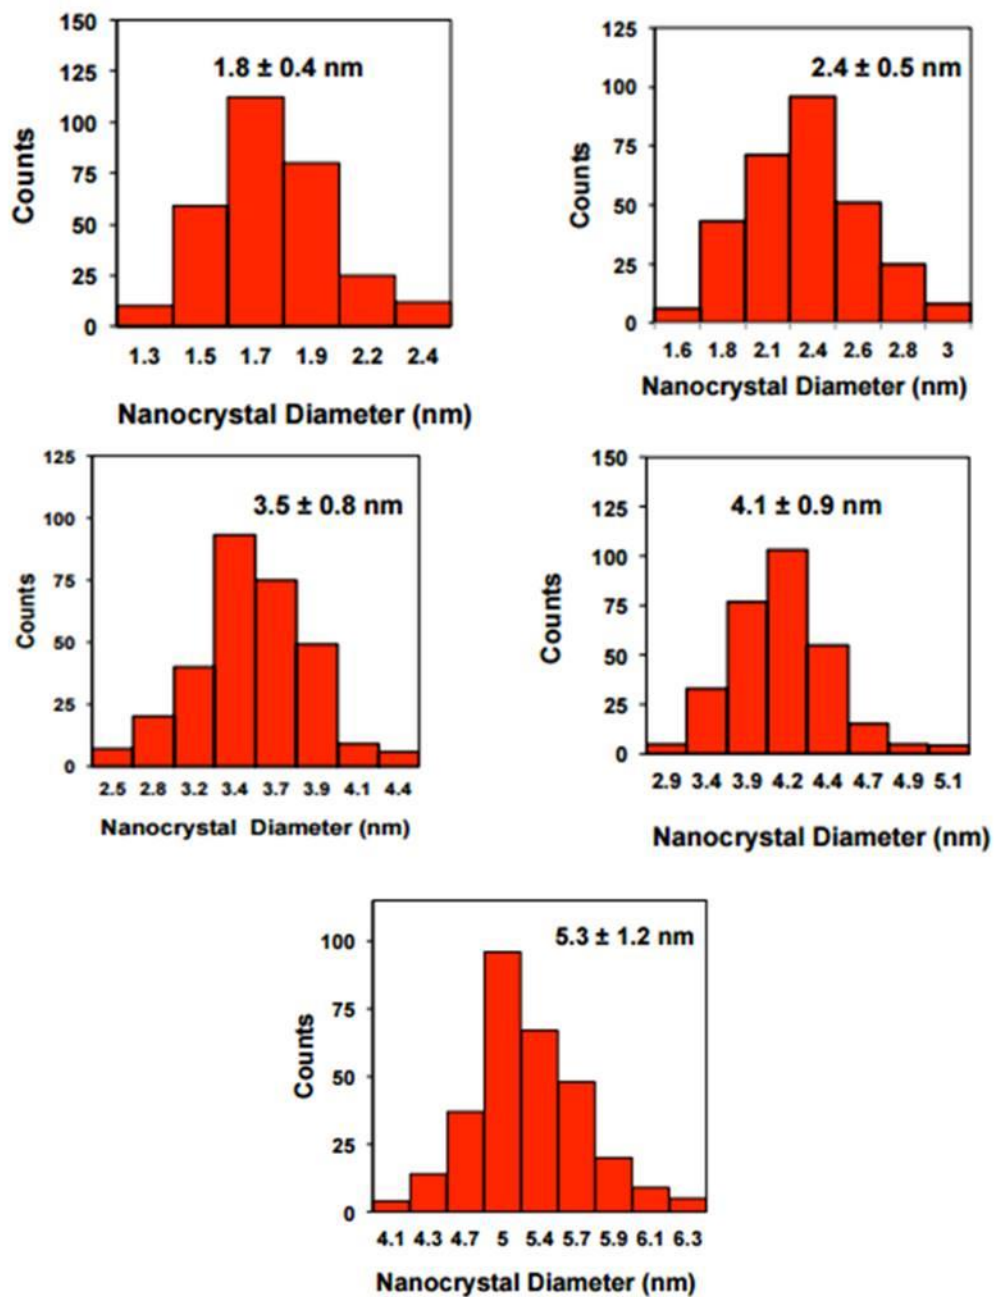 150
125
100
75
50
25
0
Counts
1.8 ± 0.4 nm
1.3 1.5 1.7 1.9 2.2 2.4
Nanocrystal Diameter (nm)
125
100
75
50
25
0
Counts
2.4 ± 0.5 nm
1.6 1.8 2.1 2.4 2.6 2.8 3
Nanocrystal Diameter (nm)
125
100
75
50
25
0
Counts
3.5 ± 0.8 nm
2.5 2.8 3.2 3.4 3.7 3.9 4.1 4.4
Nanocrystal Diameter (nm)
150
125
100
75
50
25
0
Counts
4.1 ± 0.9 nm
2.9 3.4 3.9 4.2 4.4 4.7 4.9 5.1
Nanocrystal Diameter (nm)
100
75
50
25
0
Counts
5.3 ± 1.2 nm
4.1 4.3 4.7 5 5.4 5.7 5.9 6.1 6.3
Nanocrystal Diameter (nm)